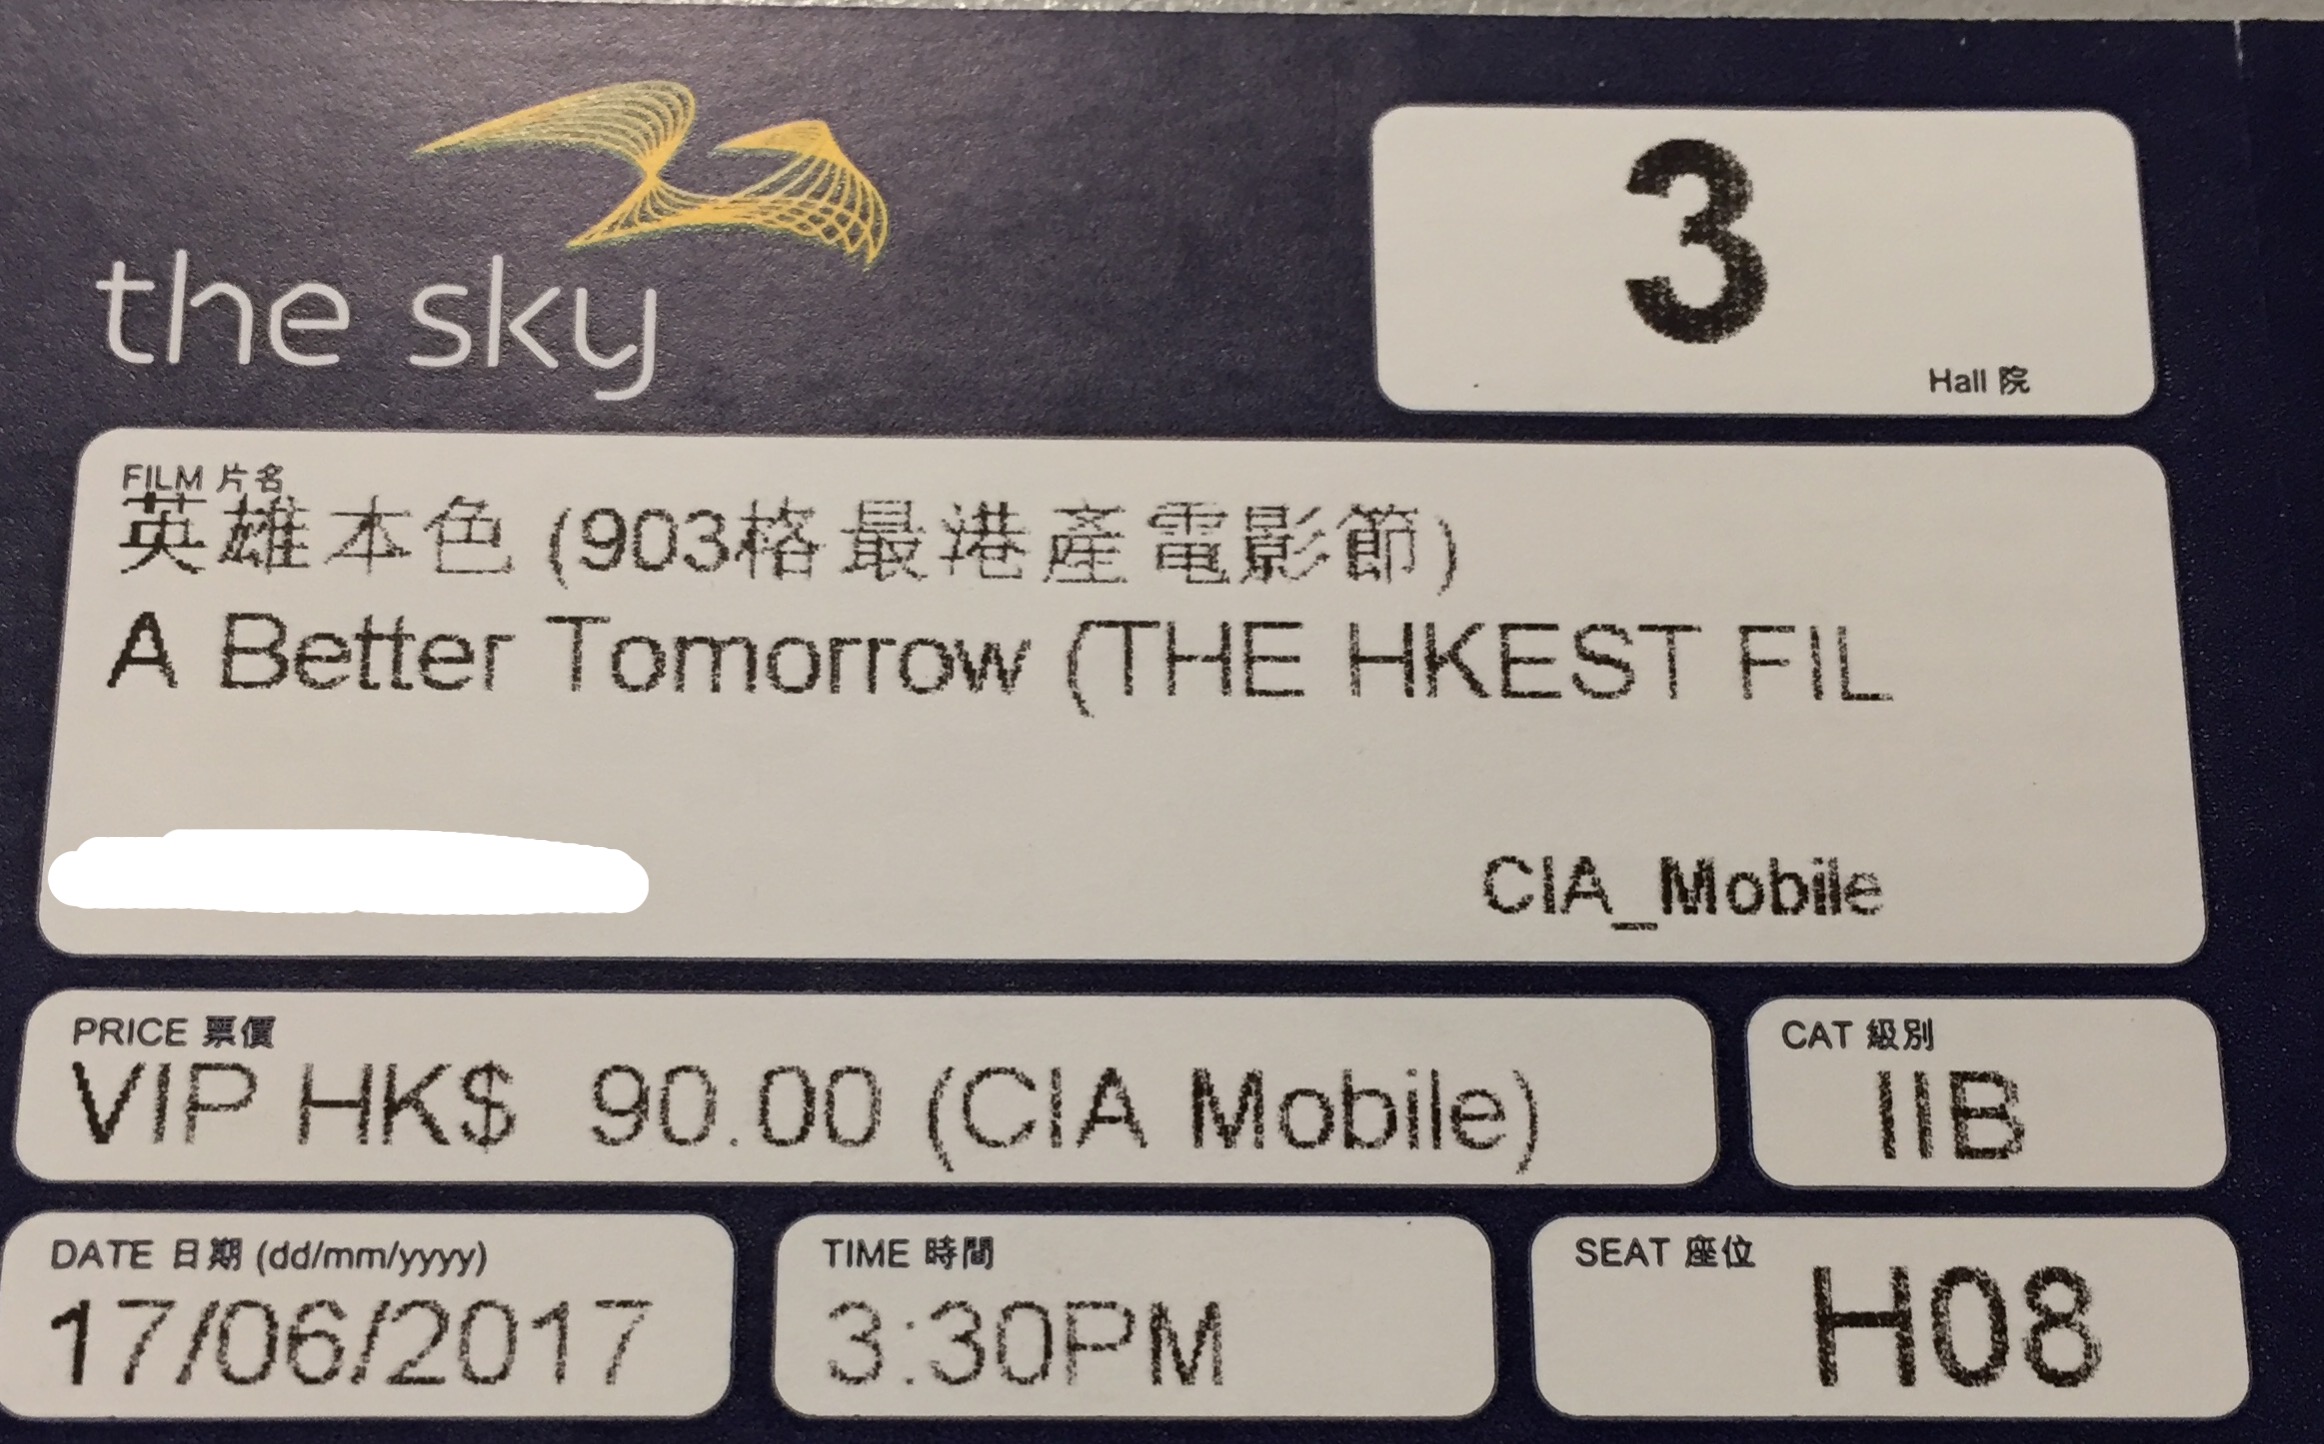 the sky
3
Hall 院
FILM 片名
英雄本色 (903格最港產電影節)
A Better Tomorrow (THE HKEST FIL
CIA_Mobile
PRICE 票價
VIP HK$ 90.00 (CIA Mobile)
CAT 級別
IIB
DATE 日期 (dd/mm/yyyy)
17/06/2017
TIME 時間
3:30PM
SEAT 座位
H08